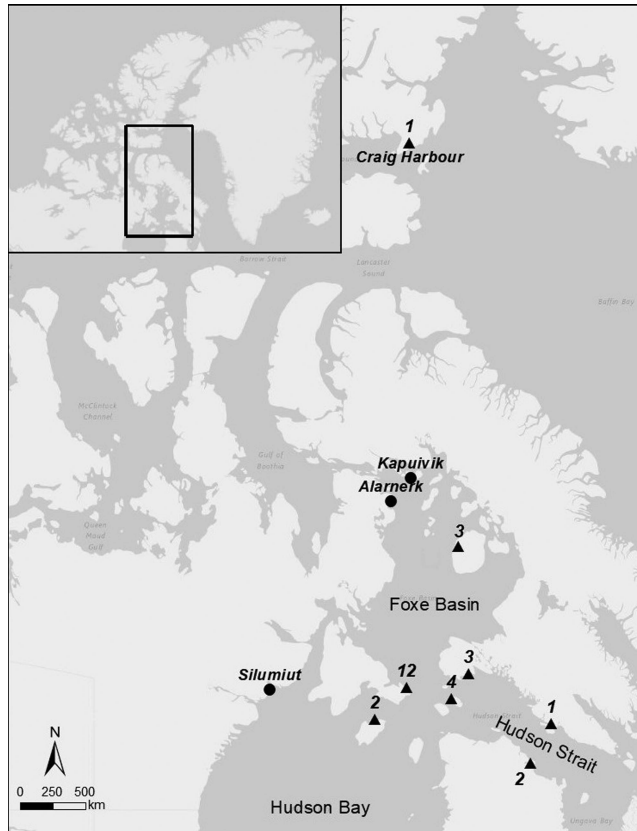 1
Craig Harbour
Barrow Strait
Lancaster
Sound
Baffin Bay
McClintock
Channel
Gulf of
Boothia
Kapuivik
Alarnerk
Queen
Maud
Gulf
3
Foxe Basin
Silumiut
12
3
4
2
Hudson Strait
1
Hudson Strait
2
N
0 250 500
km
Hudson Bay
Ungava Bay